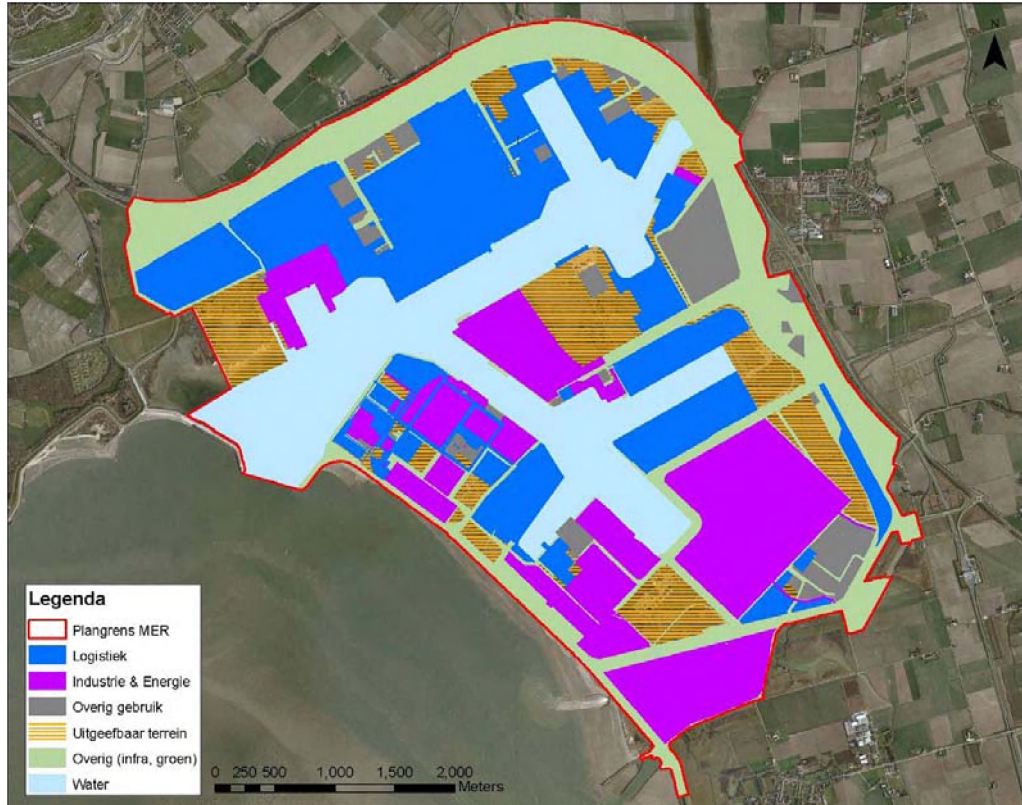 N
Legenda
Plangrens MER
Logistiek
Industrie & Energie
Overig gebruik
Uitgeefbaar terrein
Overig (infra, groen)
Water
0 250 500 1,000 1,500 2,000
Meters